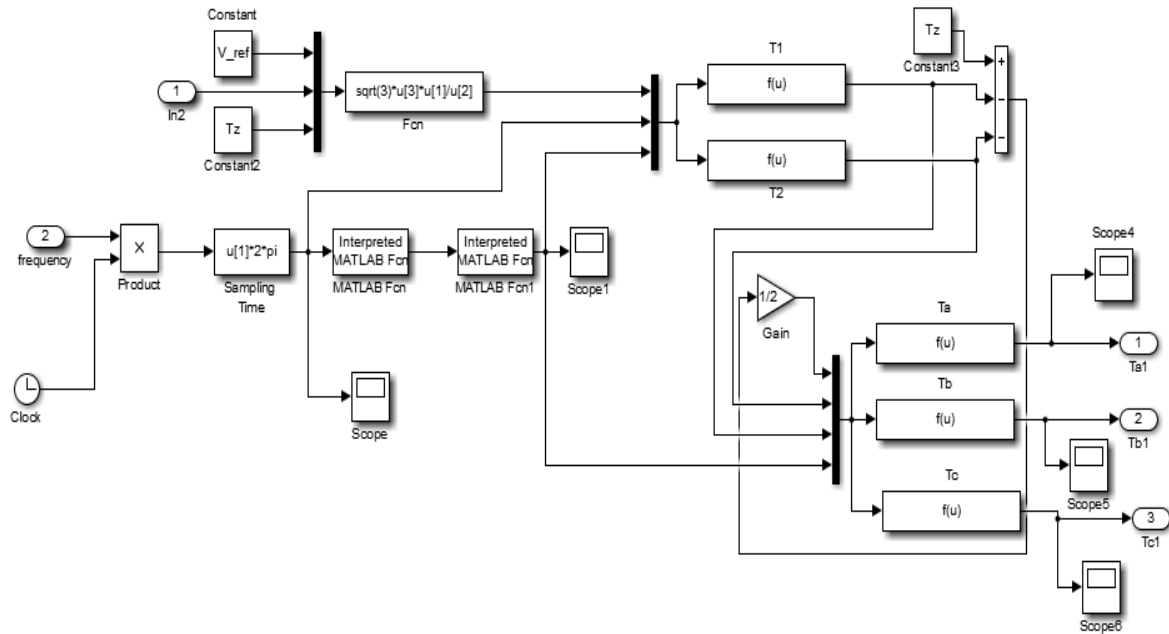 Constant
V_ref
1
In2
Tz
Constant2
sqrt(3)*u[3]*u[1]/u[2]
Fcn
T1
f(u)
f(u)
T2
Tz
Constant3
+
−
−
2
frequency
X
Product
u[1]*2*pi
Sampling
Time
Interpreted
MATLAB Fcn
MATLAB Fcn
Interpreted
MATLAB Fcn
MATLAB Fcn1
Scope1
Clock
Scope
1/2
Gain
Scope4
Ta
f(u)
1
Ta1
Tb
f(u)
2
Tb1
Scope5
Tc
f(u)
3
Tc1
Scope6